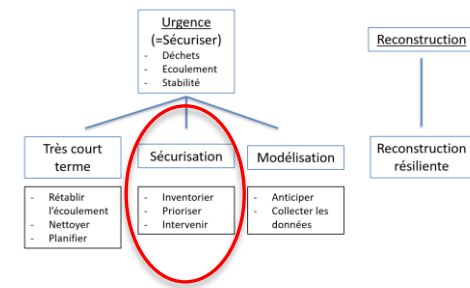 Urgence
(=Sécuriser)
- Déchets
- Ecoulement
- Stabilité
Reconstruction
Très court
terme
Sécurisation
Modélisation
Reconstruction
résiliente
- Rétablir
l'écoulement
- Nettoyer
- Planifier
- Inventorier
- Prioriser
- Intervenir
- Anticiper
- Collecter les
données